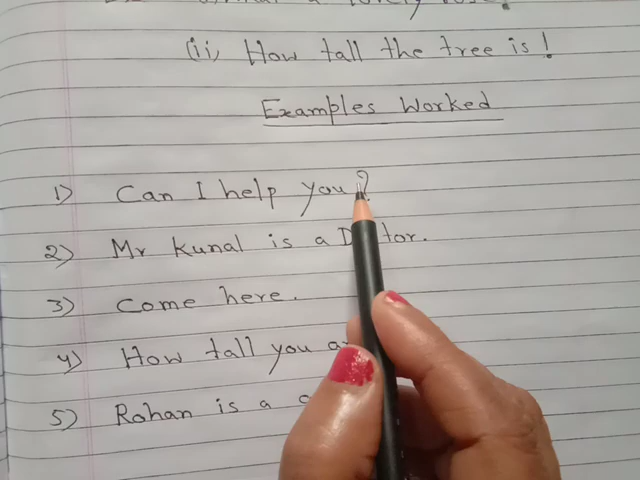 (ii) How tall the tree is!
Examples Worked
1) Can I help you?
2) Mr Kunal is a
3) Come here.
4) How tall you
5) Rohan is a